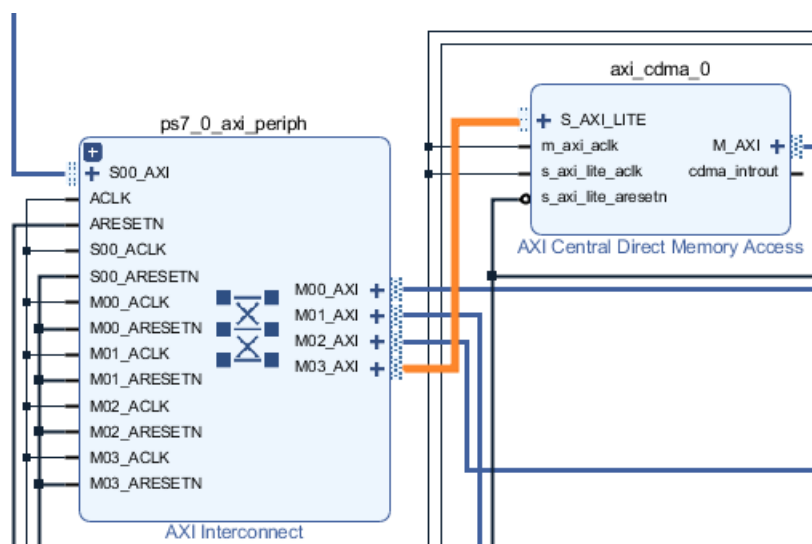 ps7_0_axi_periph
S00_AXI
ACLK
ARESETN
S00_ACLK
S00_ARESETN
M00_ACLK
M00_ARESETN
M01_ACLK
M01_ARESETN
M02_ACLK
M02_ARESETN
M03_ACLK
M03_ARESETN
M00_AXI
M01_AXI
M02_AXI
M03_AXI
AXI Interconnect
axi_cdma_0
S_AXI_LITE
m_axi_aclk
s_axi_lite_aclk
s_axi_lite_aresetn
M_AXI
cdma_introut
AXI Central Direct Memory Access